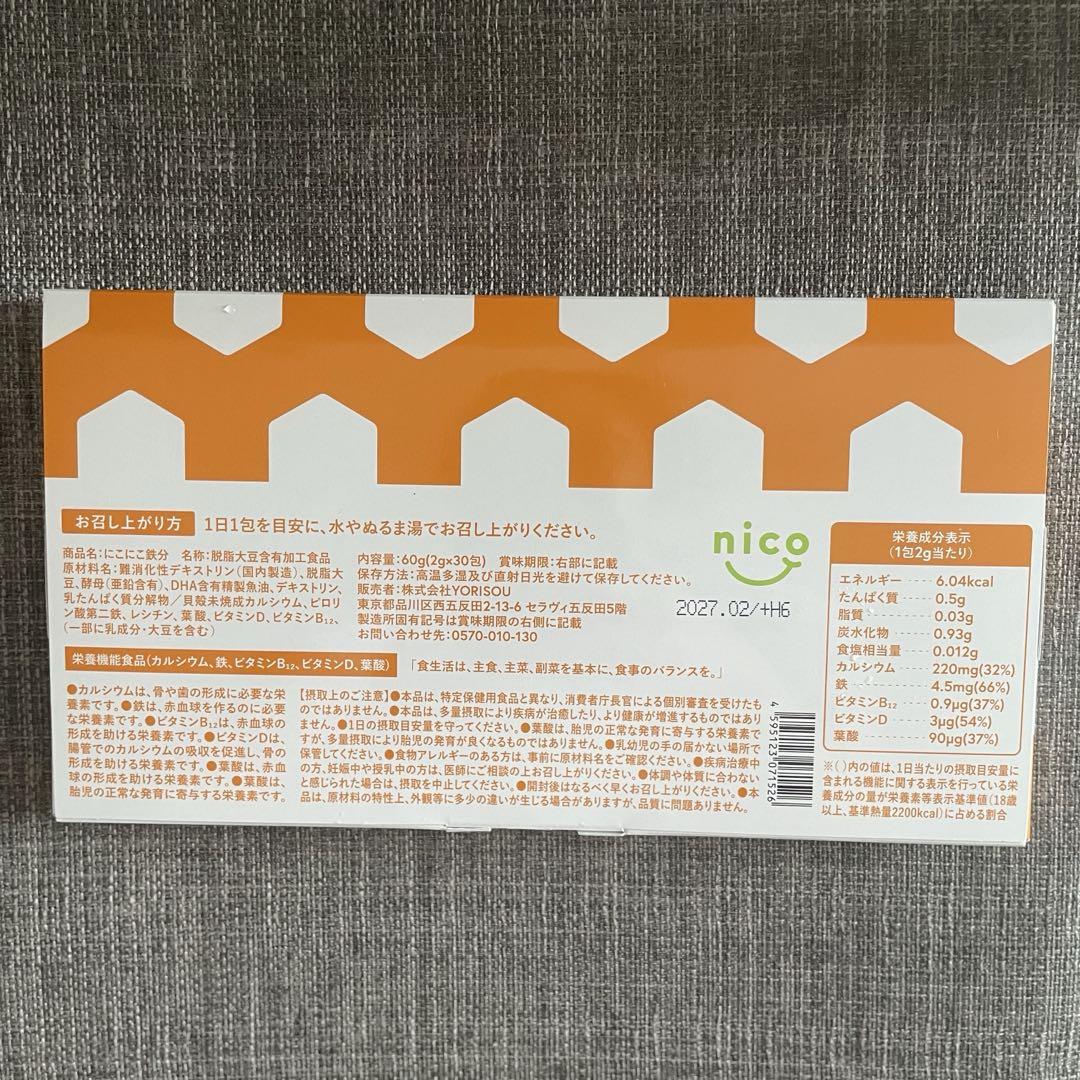 お召し上がり方
1日1包を目安に、水やぬるま湯でお召し上がりください。
商品名:にこにこ鉄分 名称:脱脂大豆含有加工食品
原材料名:難消化性デキストリン(国内製造)、脱脂大
豆、酵母(亜鉛含有)、DHA含有精製魚油、デキストリン、
乳たんぱく質分解物/貝殻未焼成カルシウム、ピロリ
ン酸第二鉄、レシチン、葉酸、ビタミンD、ビタミンB12、
(一部に乳成分・大豆を含む)
内容量:60g(2g×30包) 賞味期限:右部に記載
保存方法:高温多湿及び直射日光を避けて保存してください。
販売者:株式会社YORISOU
東京都品川区西五反田2-13-6 セラヴィ五反田5階
製造所固有記号は賞味期限の右側に記載
お問い合わせ先:0570-010-130
nico
2027.02/+H6
栄養機能食品(カルシウム、鉄、ビタミンB12、ビタミンD、葉酸)
「食生活は、主食、主菜、副菜を基本に、食事のバランスを。」
●カルシウムは、骨や歯の形成に必要な栄
養素です。●鉄は、赤血球を作るのに必要
な栄養素です。●ビタミンB12は、赤血球の
形成を助ける栄養素です。●ビタミンDは、
腸管でのカルシウムの吸収を促進し、骨の
形成を助ける栄養素です。●葉酸は、赤血
球の形成を助ける栄養素です。●葉酸は、
胎児の正常な発育に寄与する栄養素です。
【摂取上のご注意】●本品は、特定保健用食品と異なり、消費者庁長官による個別審査を受けたも
のではありません。●本品は、多量摂取により疾病が治癒したり、より健康が増進するものではあり
ません。●1日の摂取目安量を守ってください。●葉酸は、胎児の正常な発育に寄与する栄養素で
すが、多量摂取により胎児の発育が良くなるものではありません。●乳幼児の手の届かない場所で
保管してください。●食物アレルギーのある方は、事前に原材料名をご確認ください。●疾病治療中
の方、妊娠中や授乳中の方は、医師にご相談の上お召し上がりください。●体調や体質に合わない
と感じられた場合は、摂取を中止してください。●開封後はなるべく早くお召し上がりください。●本
品は、原材料の特性上、外観等に多少の違いが生じる場合がありますが、品質に問題ありません。
4595123071526
栄養成分表示
(1包2g当たり)
エネルギー 6.04kcal
たんぱく質 0.5g
脂質 0.03g
炭水化物 0.93g
食塩相当量 0.012g
カルシウム 220mg(32%)
鉄 4.5mg(66%)
ビタミンB12 0.9μg(37%)
ビタミンD 3μg(54%)
葉酸 90μg(37%)
※( )内の値は、1日当たりの摂取目安量に
含まれる機能に関する表示を行っている栄
養成分の量が栄養素等表示基準値(18歳
以上、基準熱量2200kcal)に占める割合